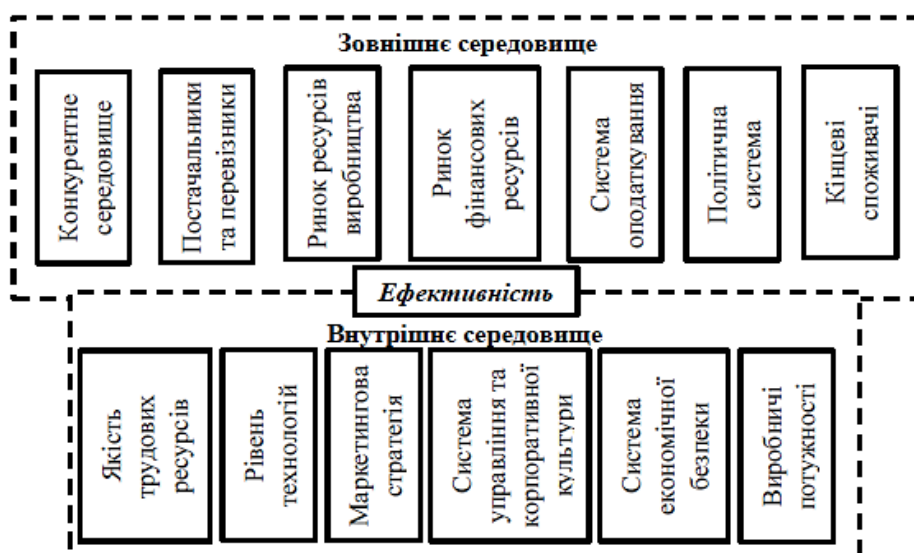 Зовнішнє середовище
Конкурентне
середовище
Постачальники
та перевізники
Ринок ресурсів
виробництва
Ринок
фінансових
ресурсів
Система
оподаткування
Політична
система
Кінцеві
споживачі
Ефективність
Внутрішнє середовище
Якість
трудових
ресурсів
Рівень
технологій
Маркетингова
стратегія
Система
управління та
корпоративної
культури
Система
економічної
безпеки
Виробничі
потужності